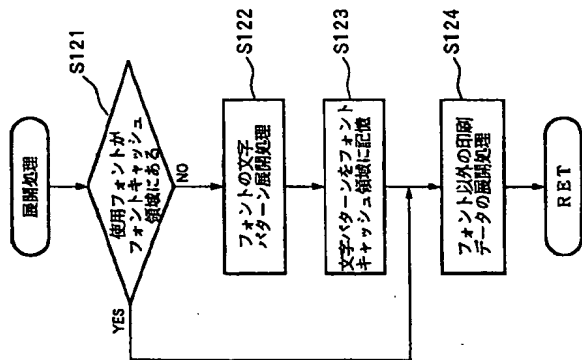 展開処理
S121
使用フォントが
フォントキャッシュ
領域にある
YES
NO
S122
フォントの文字
パターン展開処理
S123
文字パターンをフォント
キャッシュ領域に記憶
S124
フォント以外の印刷
データの展開処理
RET